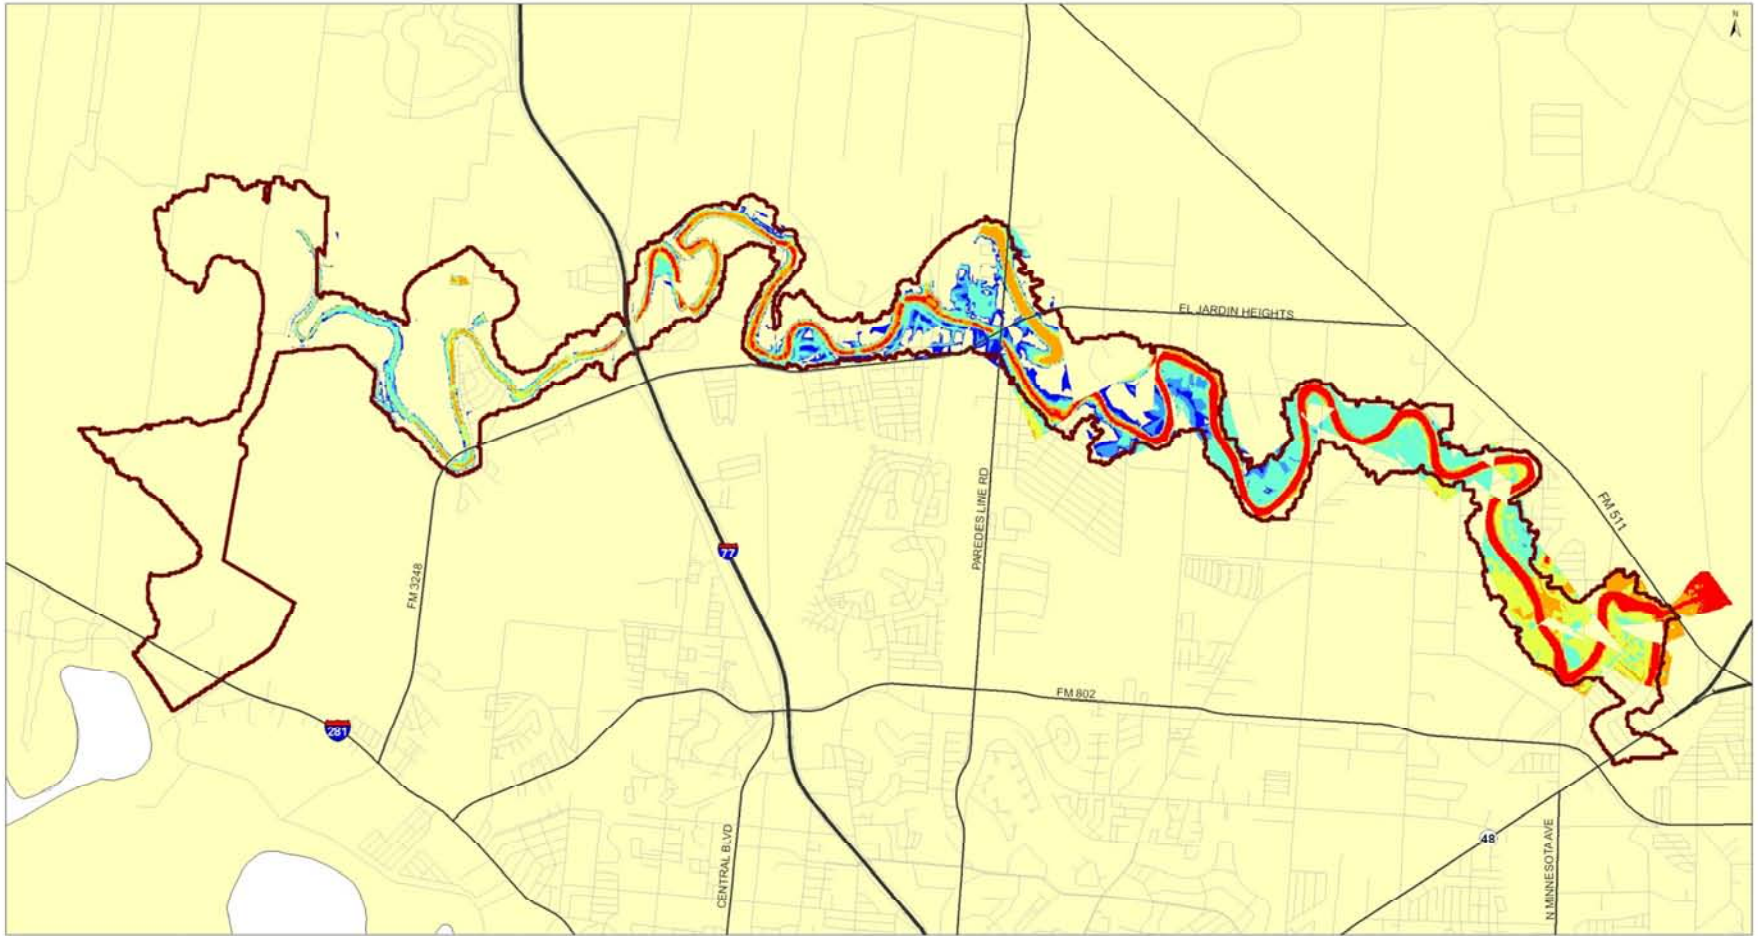 N
EL JARDIN HEIGHTS
FM 511
PAREDES LINE RD
77
FM 3248
FM 802
281
CENTRAL BLVD
48
N MINNESOTA AVE